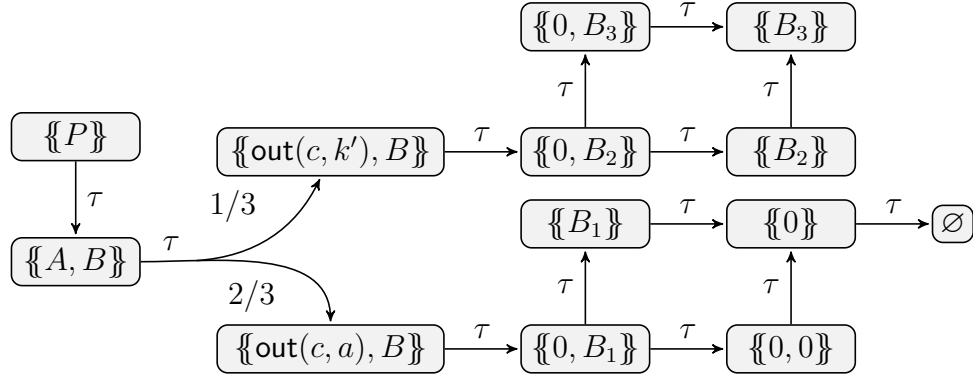 {{0, B₃}} τ {{B₃}}
τ τ
{{P}} {{out(c, k′), B}} τ {{0, B₂}} τ {{B₂}}
τ 1/3
{{B₁}} τ {{0}} τ ∅
{{A, B}} τ
2/3 τ τ
{{out(c, a), B}} τ {{0, B₁}} τ {{0, 0}}